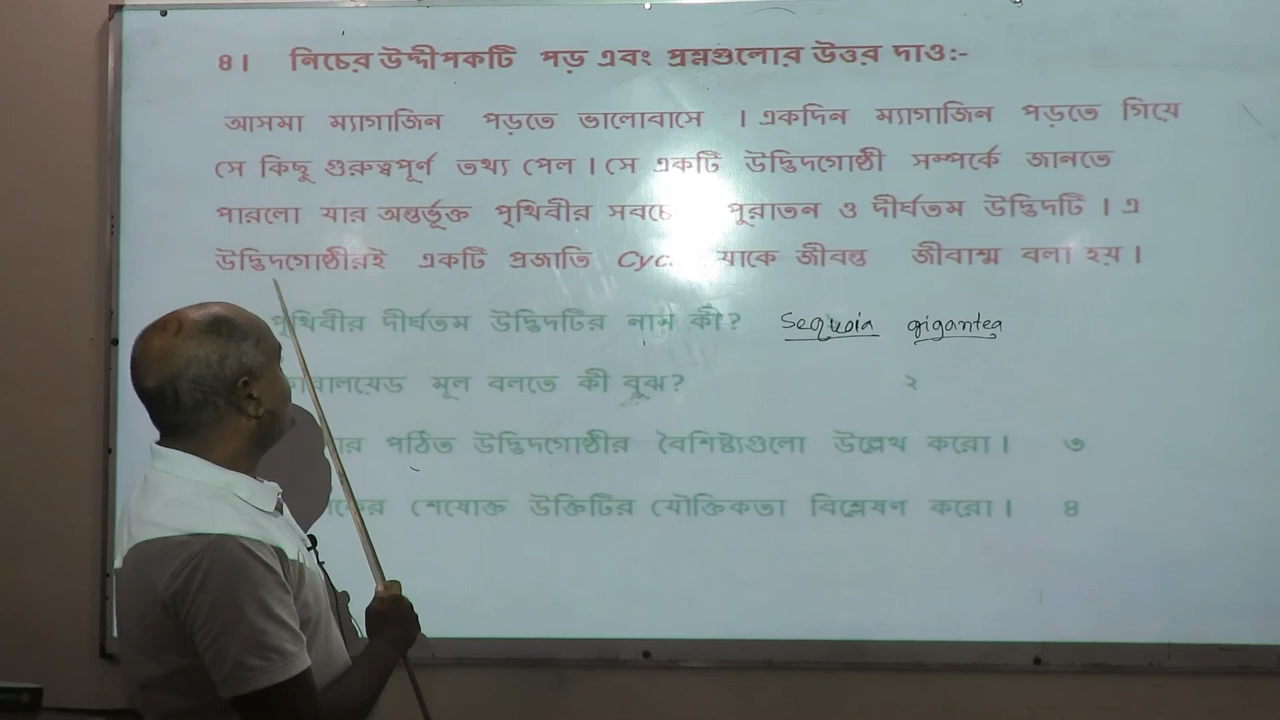 ৪। নিচের উদ্দীপকটি পড় এবং প্রশ্নগুলোর উত্তর দাও:-
আসমা ম্যাগাজিন পড়তে ভালোবাসে । একদিন ম্যাগাজিন পড়তে গিয়ে
সে কিছু গুরুত্বপূর্ণ তথ্য পেল । সে একটি উদ্ভিদগোষ্ঠী সম্পর্কে জানতে
পারলো যার অন্তর্ভূক্ত পৃথিবীর সবচে পুরাতন ও দীর্ঘতম উদ্ভিদটি । এ
উদ্ভিদগোষ্ঠীরই একটি প্রজাতি Cyc যাকে জীবন্ত জীবাশ্ম বলা হয় ।
পৃথিবীর দীর্ঘতম উদ্ভিদটির নাম কী? Sequoia gigantea
মূল বলতে কী বুঝ? ২
পঠিত উদ্ভিদগোষ্ঠীর বৈশিষ্ট্যগুলো উল্লেখ করো । ৩
শেষোক্ত উক্তিটির যৌক্তিকতা বিশ্লেষণ করো । ৪